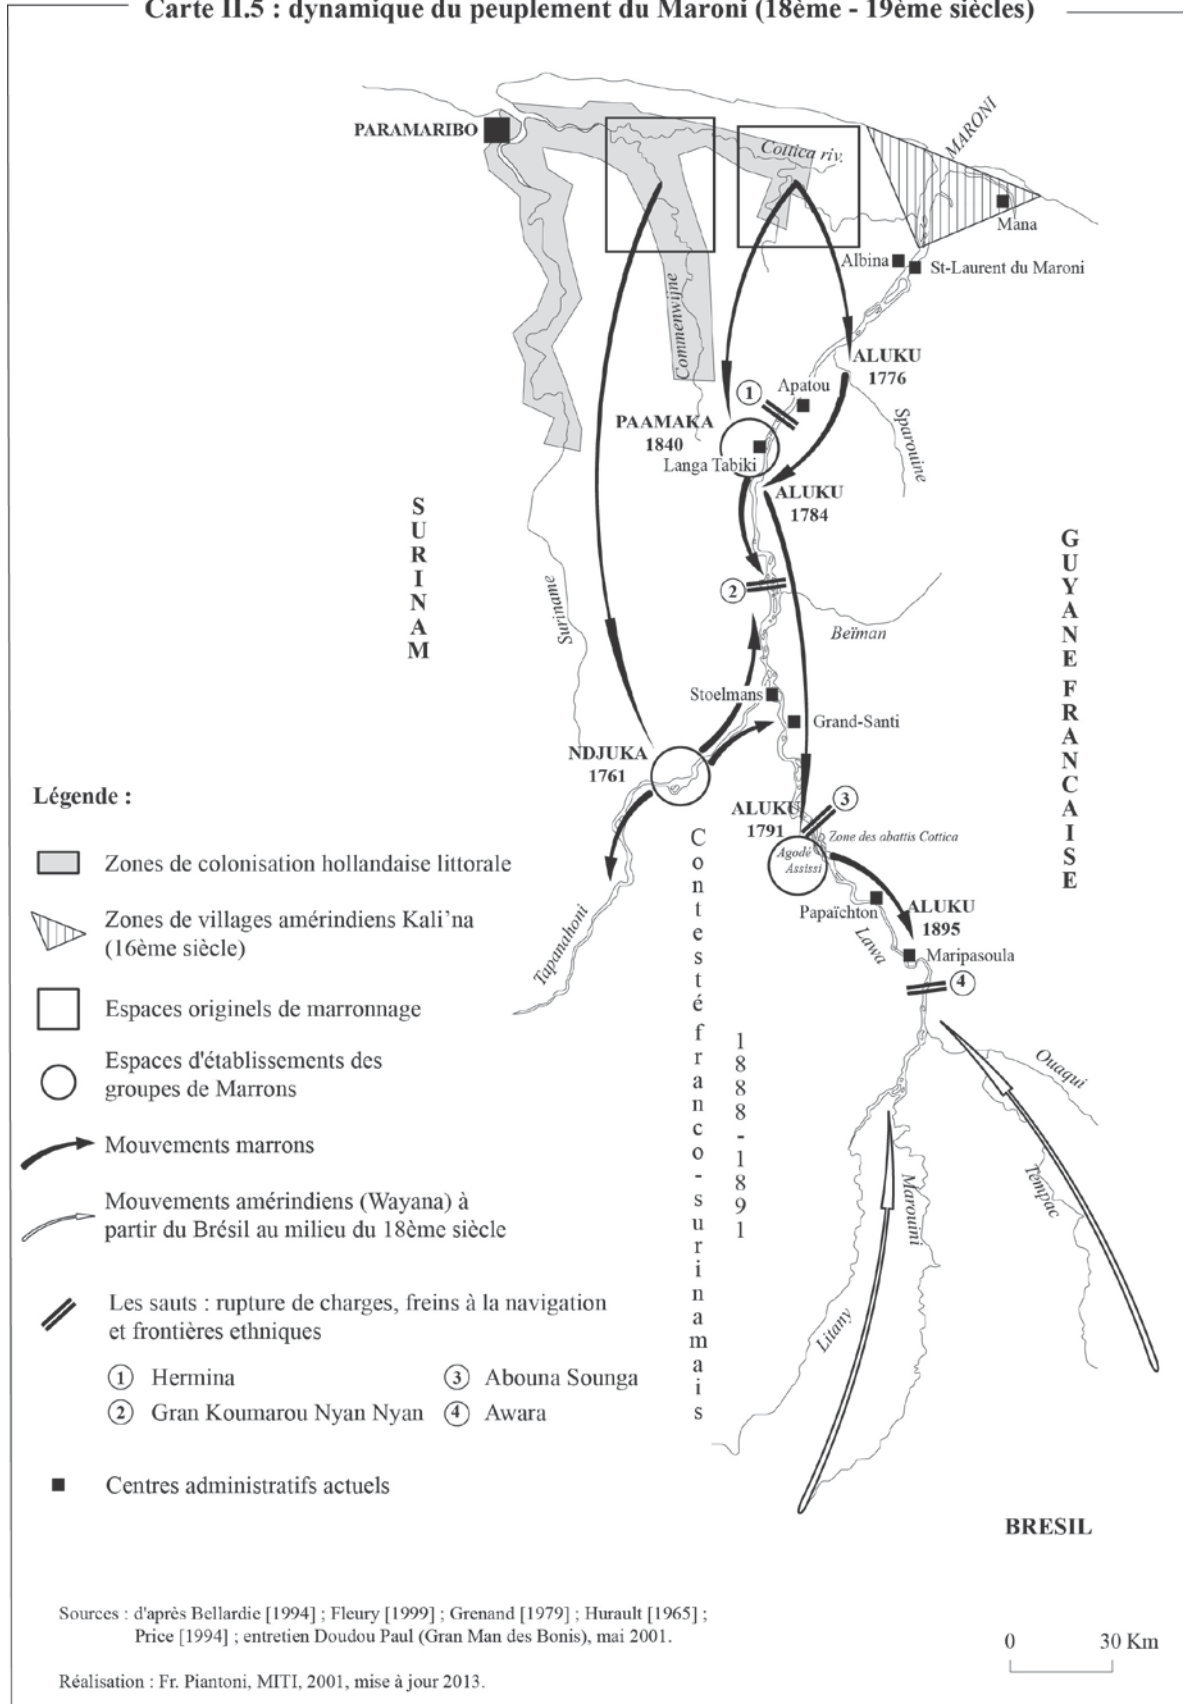 Carte II.5 : dynamique du peuplement du Maroni (18ème - 19ème siècles)
PARAMARIBO
Cottica riv.
MARONI
Mana
Albina
St-Laurent du Maroni
Commenwijne
ALUKU
1776
Apatou
1
Sparouine
PAAMAKA
1840
Langa Tabiki
ALUKU
1784
SURINAM
GUYANE FRANCAISE
Suriname
2
Beïman
Stoelmans
Grand-Santi
NDJUKA
1761
ALUKU
1791
3
Zone des abattis Cottica
Agodé
Assissi
Papaïchton
ALUKU
1895
Lawa
Maripasoula
4
Tapanahoni
Contesté franco-surinamais
1888-1891
Ouaqui
Tempac
Marouini
Litany
BRESIL
Légende :
Zones de colonisation hollandaise littorale
Zones de villages amérindiens Kali'na
(16ème siècle)
Espaces originels de marronnage
Espaces d'établissements des
groupes de Marrons
Mouvements marrons
Mouvements amérindiens (Wayana) à
partir du Brésil au milieu du 18ème siècle
Les sauts : rupture de charges, freins à la navigation
et frontières ethniques
1 Hermina
3 Abouna Sounga
2 Gran Koumarou Nyan Nyan
4 Awara
Centres administratifs actuels
Sources : d'après Bellardie [1994] ; Fleury [1999] ; Grenand [1979] ; Hurault [1965] ;
Price [1994] ; entretien Doudou Paul (Gran Man des Bonis), mai 2001.
Réalisation : Fr. Piantoni, MITI, 2001, mise à jour 2013.
0 30 Km